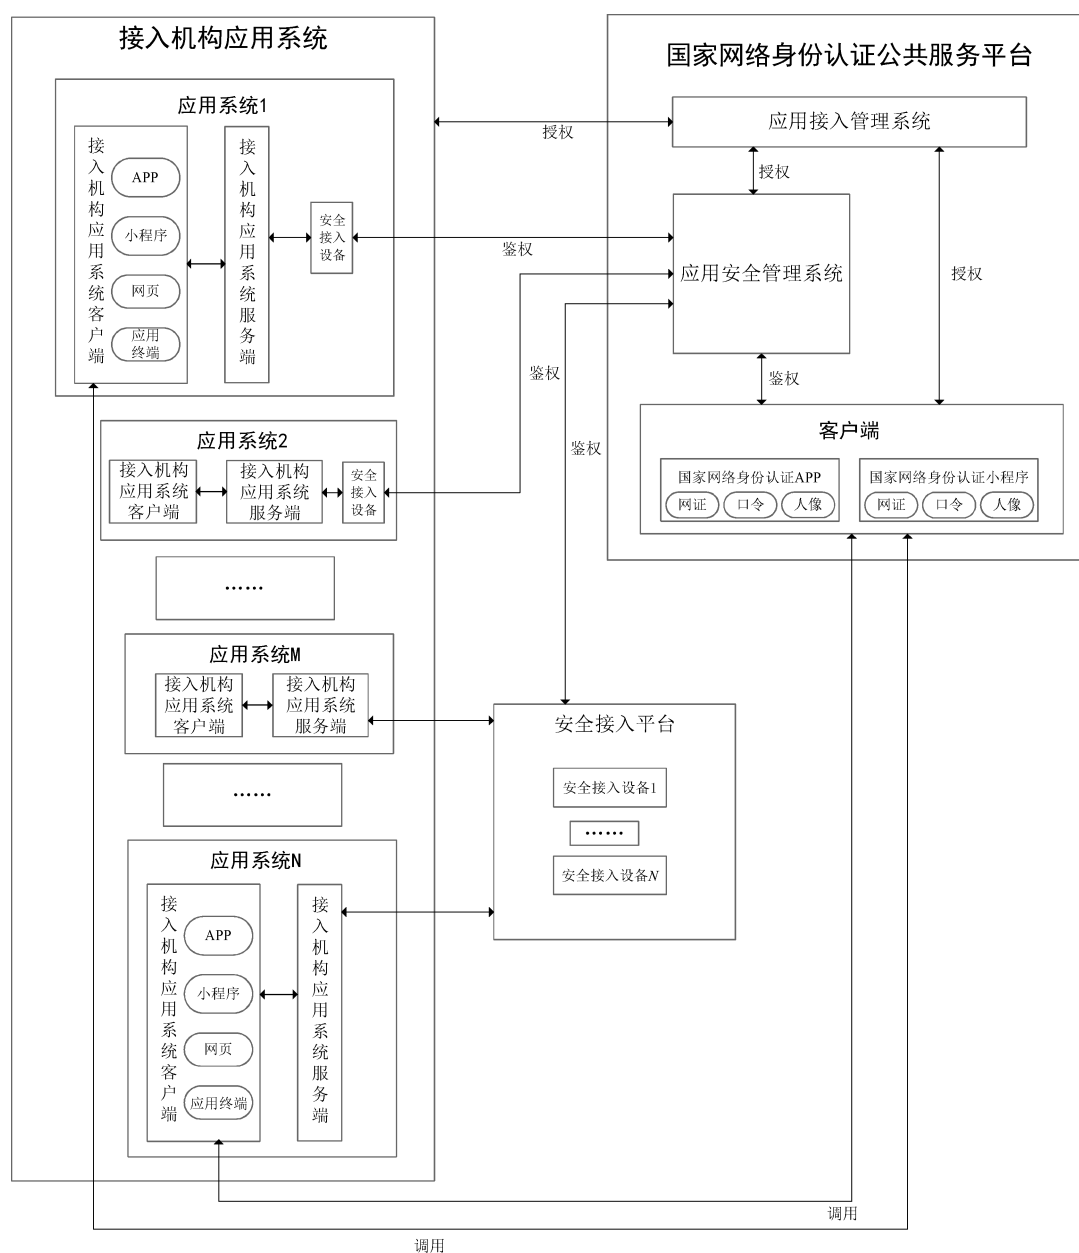 接入机构应用系统
应用系统1
接入机构应用系统客户端
APP
小程序
网页
应用
终端
接入机构应用系统服务端
安全
接入
设备
应用系统2
接入机构
应用系统
客户端
接入机构
应用系统
服务端
安全
接入
设备
……
应用系统M
接入机构
应用系统
客户端
接入机构
应用系统
服务端
……
应用系统N
接入机构应用系统客户端
APP
小程序
网页
应用终端
接入机构应用系统服务端
授权
鉴权
鉴权
鉴权
国家网络身份认证公共服务平台
应用接入管理系统
授权
应用安全管理系统
授权
鉴权
客户端
国家网络身份认证APP
网证
口令
人像
国家网络身份认证小程序
网证
口令
人像
安全接入平台
安全接入设备1
……
安全接入设备N
调用
调用